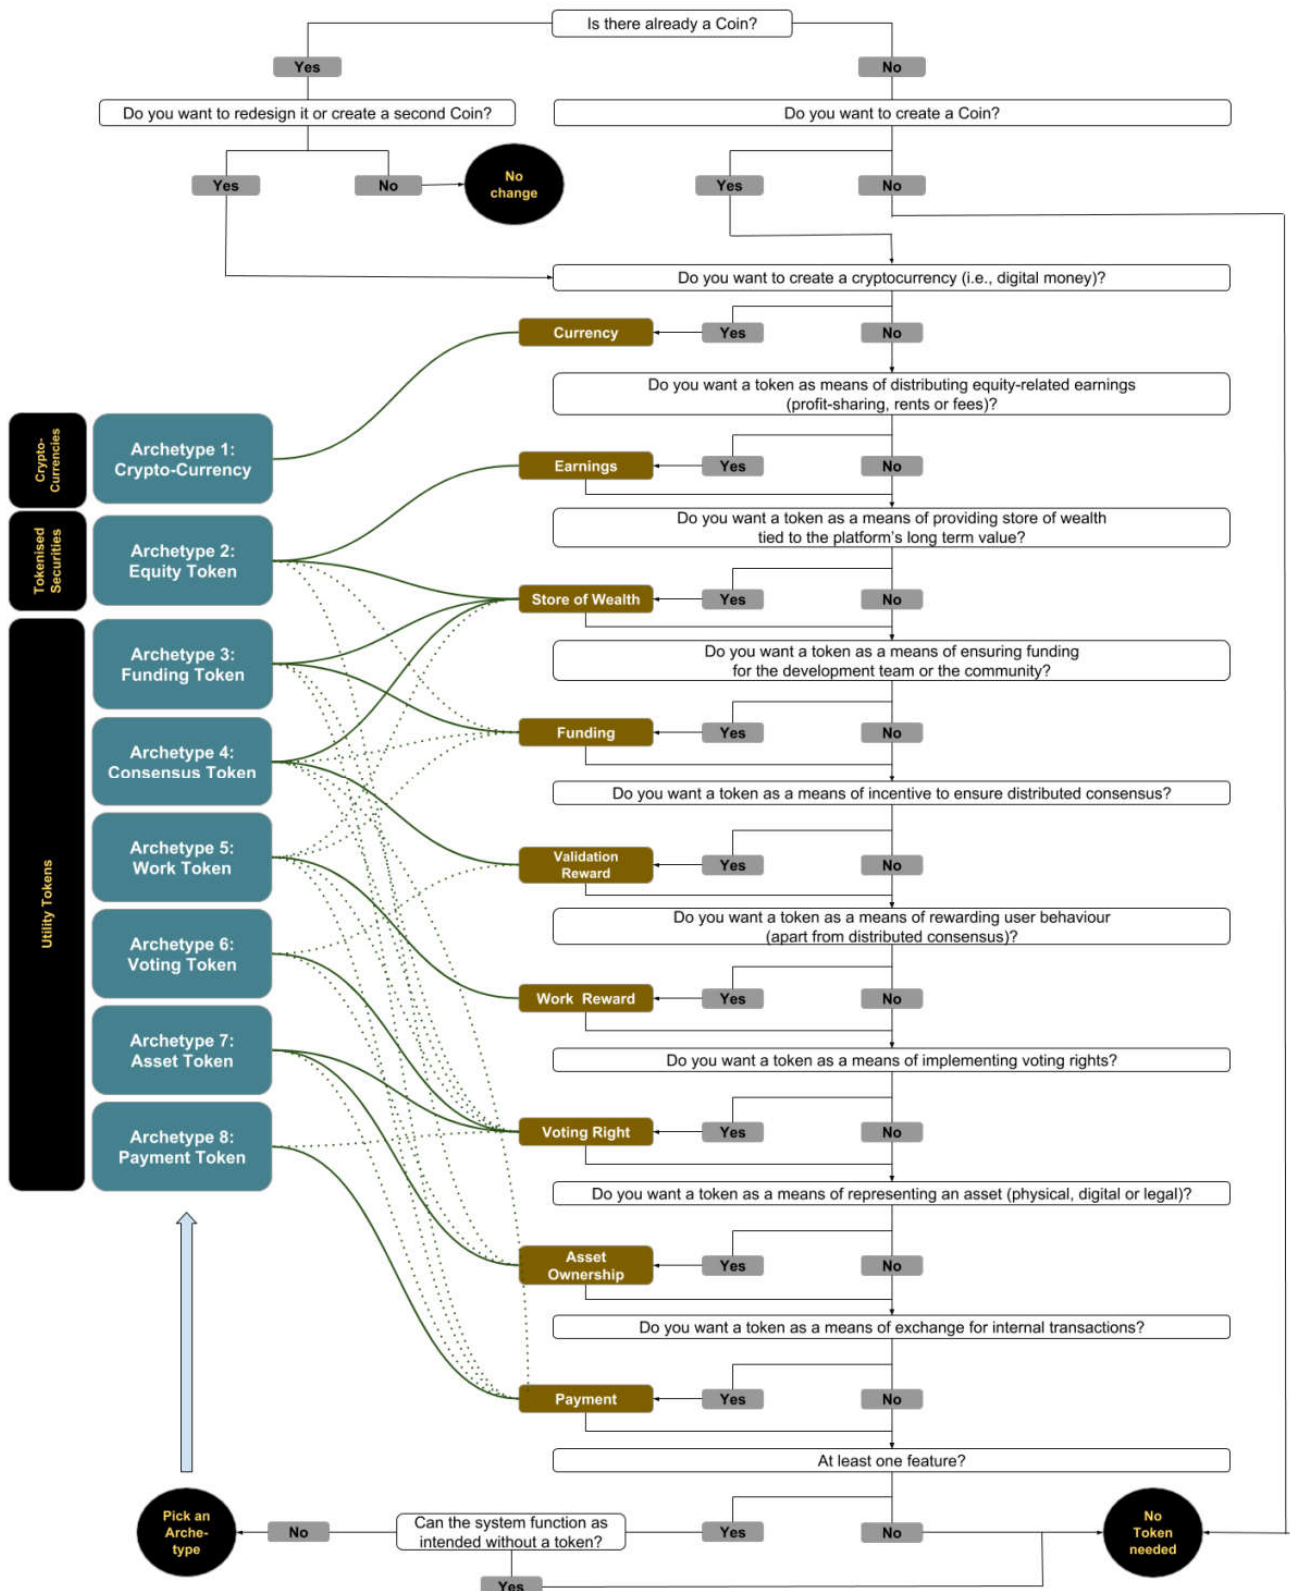 Is there already a Coin?
Yes
No
Do you want to redesign it or create a second Coin?
Do you want to create a Coin?
Yes
No
No
change
Yes
No
Do you want to create a cryptocurrency (i.e., digital money)?
Currency
Yes
No
Do you want a token as means of distributing equity-related earnings
(profit-sharing, rents or fees)?
Crypto-
Currencies
Archetype 1:
Crypto-Currency
Earnings
Yes
No
Do you want a token as a means of providing store of wealth
tied to the platform's long term value?
Tokenised
Securities
Archetype 2:
Equity Token
Store of Wealth
Yes
No
Do you want a token as a means of ensuring funding
for the development team or the community?
Utility Tokens
Archetype 3:
Funding Token
Funding
Yes
No
Archetype 4:
Consensus Token
Do you want a token as a means of incentive to ensure distributed consensus?
Archetype 5:
Work Token
Validation
Reward
Yes
No
Do you want a token as a means of rewarding user behaviour
(apart from distributed consensus)?
Archetype 6:
Voting Token
Work Reward
Yes
No
Archetype 7:
Asset Token
Do you want a token as a means of implementing voting rights?
Archetype 8:
Payment Token
Voting Right
Yes
No
Do you want a token as a means of representing an asset (physical, digital or legal)?
Asset
Ownership
Yes
No
Do you want a token as a means of exchange for internal transactions?
Payment
Yes
No
At least one feature?
Pick an
Arche-
type
No
Can the system function as
intended without a token?
Yes
No
No
Token
needed
Yes